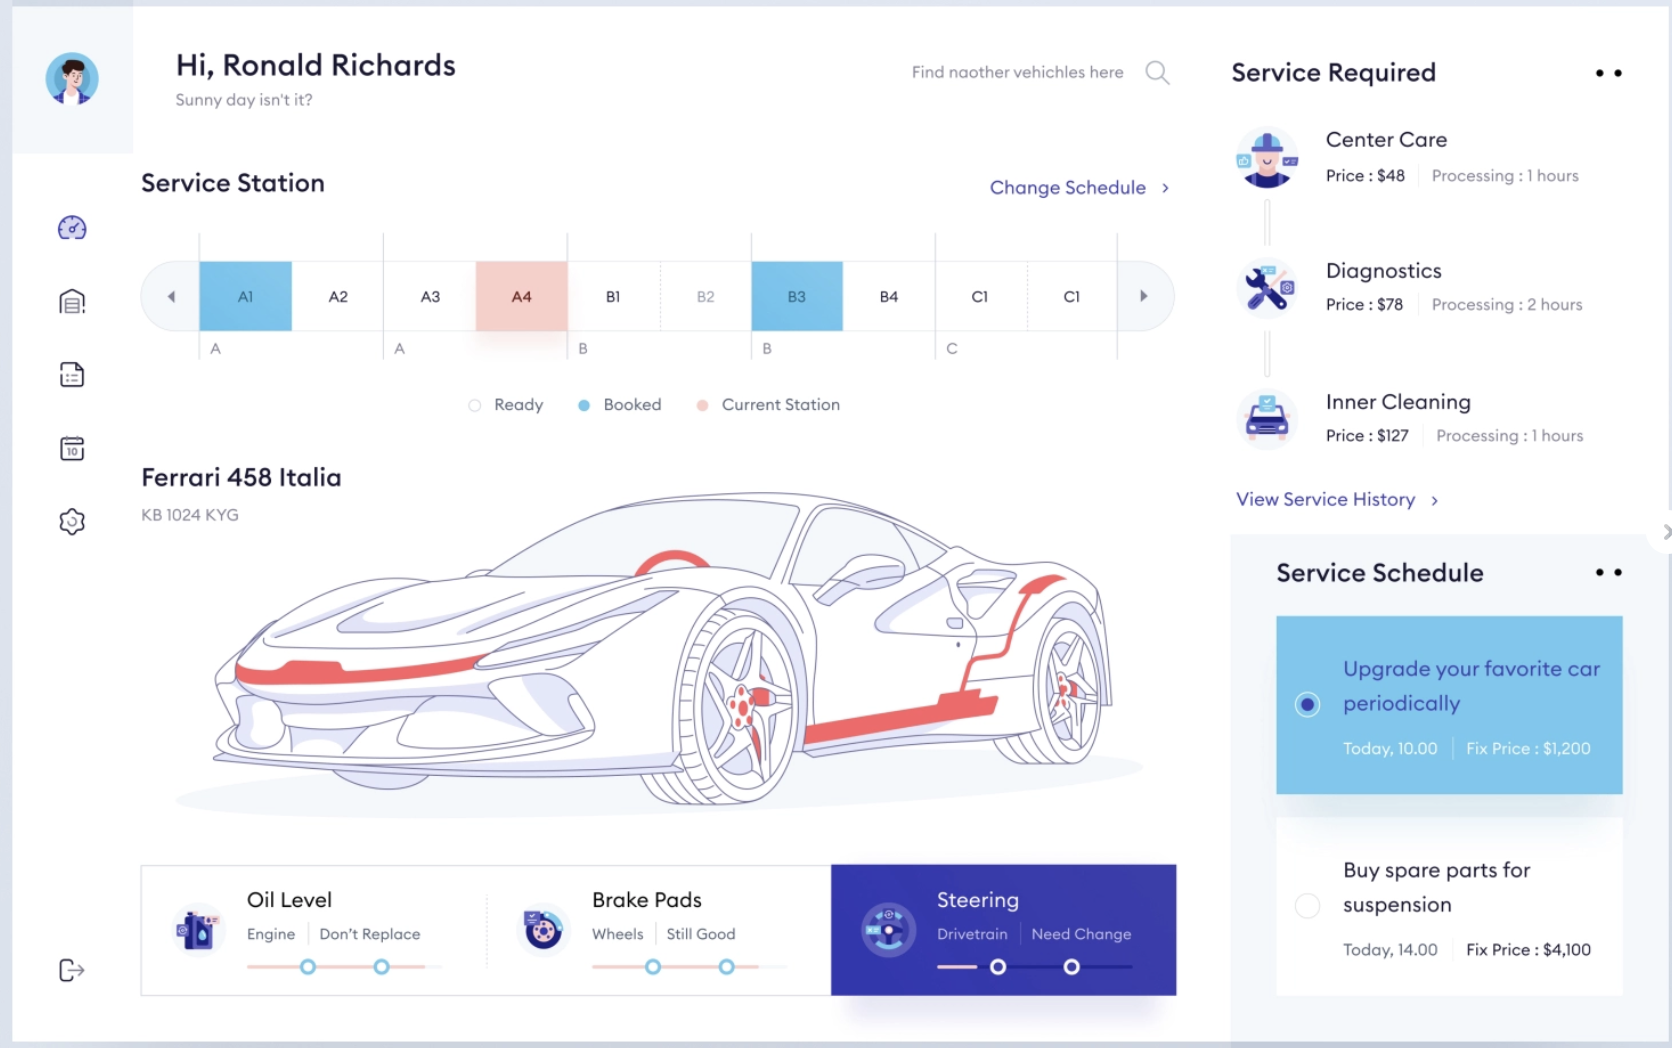 Hi, Ronald Richards
Sunny day isn't it?
Find naother vehichles here
Service Station
Change Schedule
A1 A2 A3 A4 B1 B2 B3 B4 C1 C1
A A B B C
Ready Booked Current Station
10
Ferrari 458 Italia
KB 1024 KYG
Oil Level
Engine Don't Replace
Brake Pads
Wheels Still Good
Steering
Drivetrain Need Change
Service Required
Center Care
Price : $48 Processing : 1 hours
Diagnostics
Price : $78 Processing : 2 hours
Inner Cleaning
Price : $127 Processing : 1 hours
View Service History
Service Schedule
Upgrade your favorite car
periodically
Today, 10.00 Fix Price : $1,200
Buy spare parts for
suspension
Today, 14.00 Fix Price : $4,100